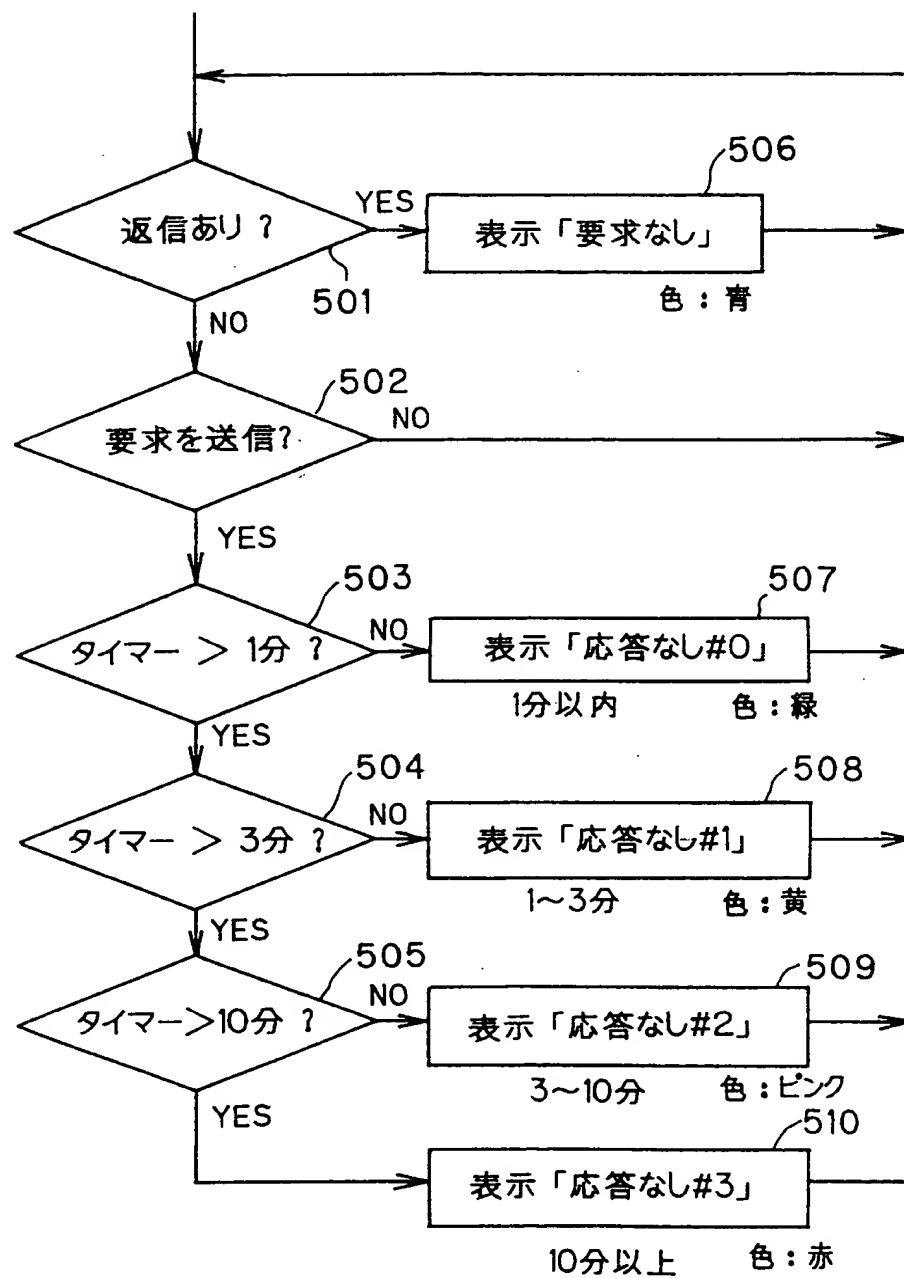 506
返信あり ?
YES
表示「要求なし」
501
色 : 青
NO
502
要求を送信?
NO
YES
503
507
タイマー > 1分 ?
NO
表示「応答なし#0」
1分以内
色 : 緑
YES
504
508
タイマー > 3分 ?
NO
表示「応答なし#1」
1~3分
色 : 黄
YES
505
509
タイマー>10分 ?
NO
表示「応答なし#2」
3~10分
色 : ピンク
YES
510
表示「応答なし#3」
10分以上
色 : 赤